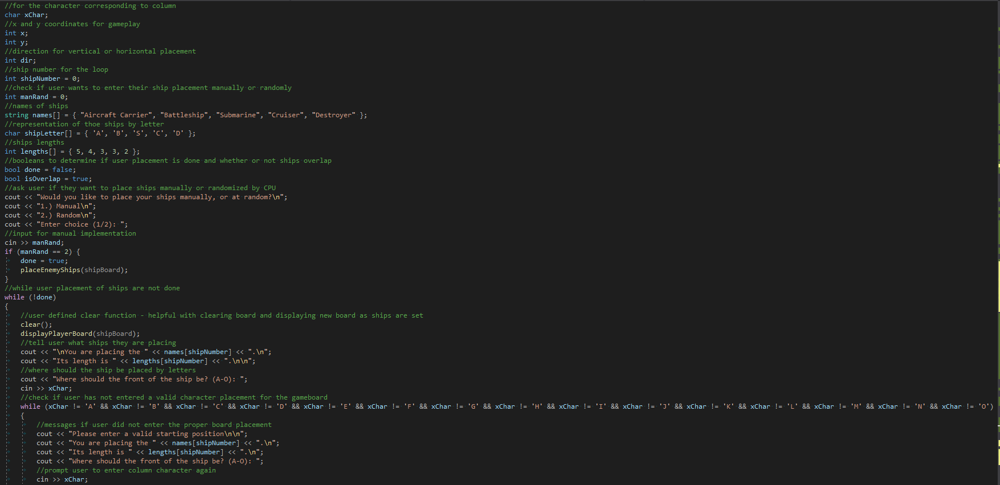 //for the character corresponding to column
char xChar;
//x and y coordinates for gameplay
int x;
int y;
//direction for vertical or horizontal placement
int dir;
//ship number for the loop
int shipNumber = 0;
//check if user wants to enter their ship placement manually or randomly
int manRand = 0;
//names of ships
string names[] = { "Aircraft Carrier", "Battleship", "Submarine", "Cruiser", "Destroyer" };
//representation of thoe ships by letter
char shipLetter[] = { 'A', 'B', 'S', 'C', 'D' };
//ships lengths
int lengths[] = { 5, 4, 3, 3, 2 };
//booleans to determine if user placement is done and whether or not ships overlap
bool done = false;
bool isOverlap = true;
//ask user if they want to place ships manually or randomized by CPU
cout << "Would you like to place your ships manually, or at random?\n";
cout << "1.) Manual\n";
cout << "2.) Random\n";
cout << "Enter choice (1/2): ";
//input for manual implementation
cin >> manRand;
if (manRand == 2) {
    done = true;
    placeEnemyShips(shipBoard);
}
//while user placement of ships are not done
while (!done)
{
    //user defined clear function - helpful with clearing board and displaying new board as ships are set
    clear();
    displayPlayerBoard(shipBoard);
    //tell user what ships they are placing
    cout << "\nYou are placing the " << names[shipNumber] << ".\n";
    cout << "Its length is " << lengths[shipNumber] << ".\n\n";
    //where should the ship be placed by letters
    cout << "Where should the front of the ship be? (A-O): ";
    cin >> xChar;
    //check if user has not entered a valid character placement for the gameboard
    while (xChar != 'A' && xChar != 'B' && xChar != 'C' && xChar != 'D' && xChar != 'E' && xChar != 'F' && xChar != 'G' && xChar != 'H' && xChar != 'I' && xChar != 'J' && xChar != 'K' && xChar != 'L' && xChar != 'M' && xChar != 'N' && xChar != 'O')
    {
        //messages if user did not enter the proper board placement
        cout << "Please enter a valid starting position\n\n";
        cout << "You are placing the " << names[shipNumber] << ".\n";
        cout << "Its length is " << lengths[shipNumber] << ".\n";
        cout << "Where should the front of the ship be? (A-O): ";
        //prompt user to enter column character again
        cin >> xChar;